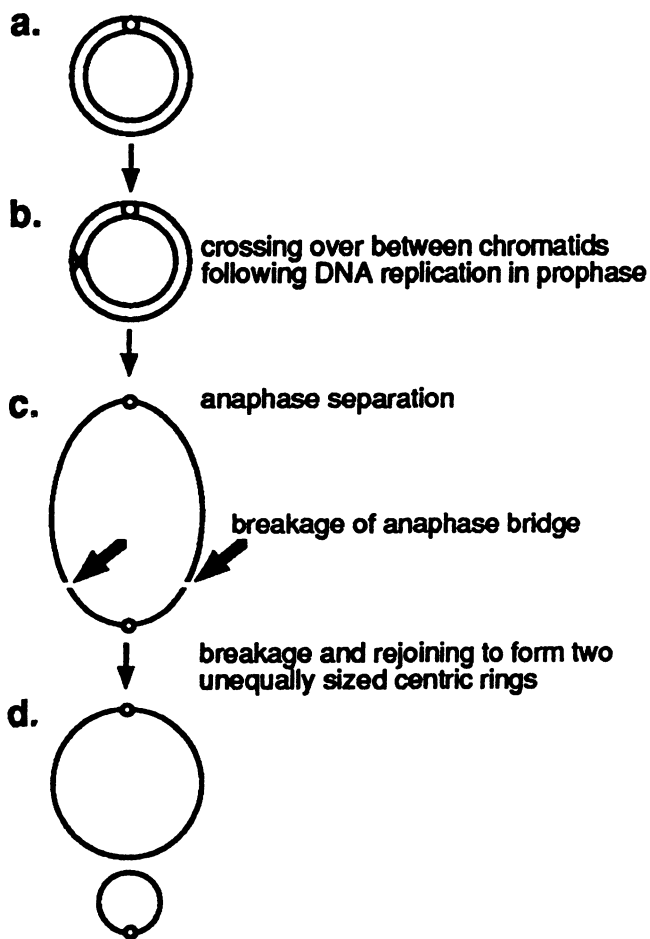 a.
b.
crossing over between chromatids
following DNA replication in prophase
c.
anaphase separation
breakage of anaphase bridge
breakage and rejoining to form two
unequally sized centric rings
d.